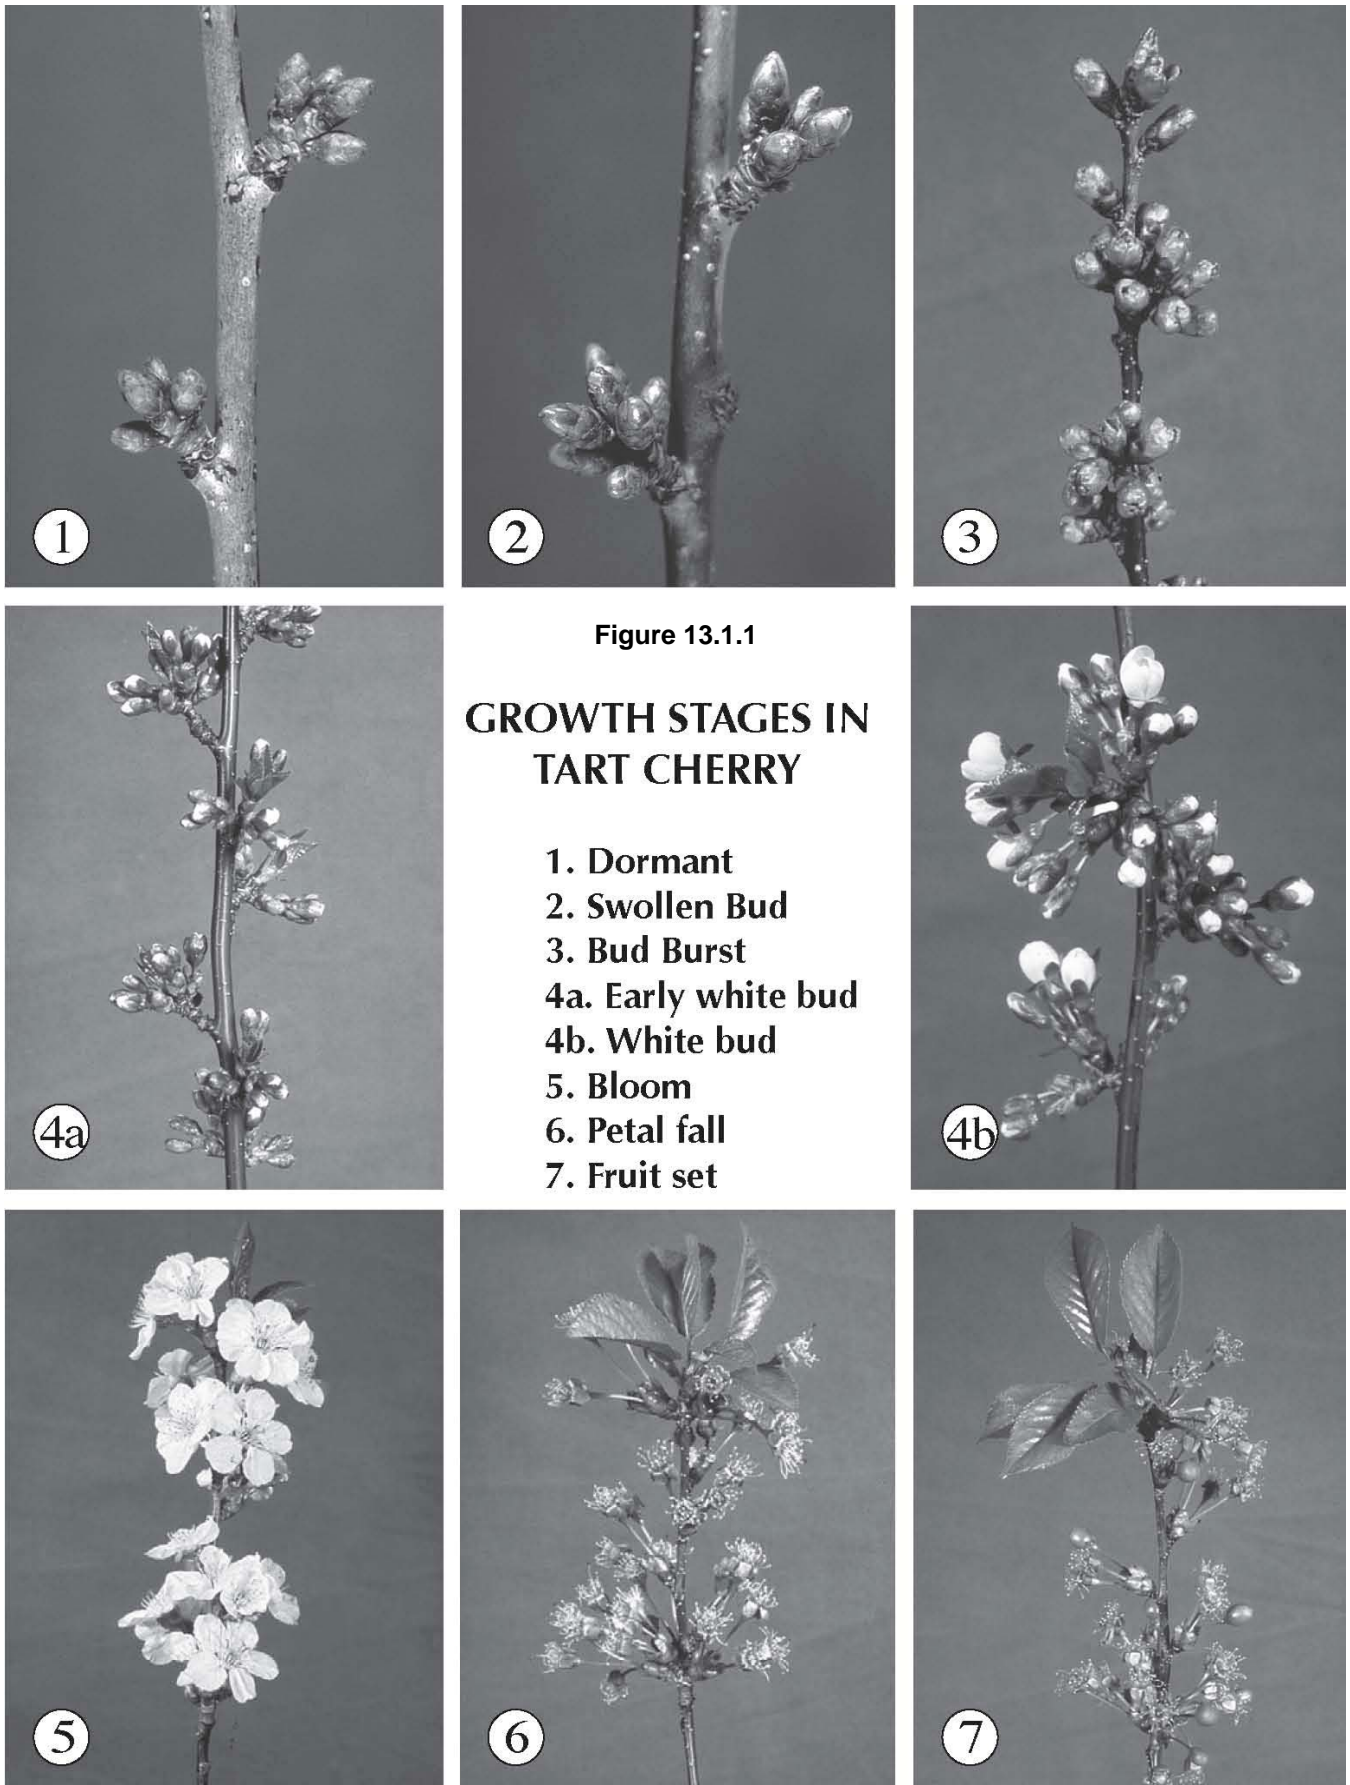 1
2
3
Figure 13.1.1
GROWTH STAGES IN
TART CHERRY
1. Dormant
2. Swollen Bud
3. Bud Burst
4a. Early white bud
4b. White bud
5. Bloom
6. Petal fall
7. Fruit set
4a
4b
5
6
7